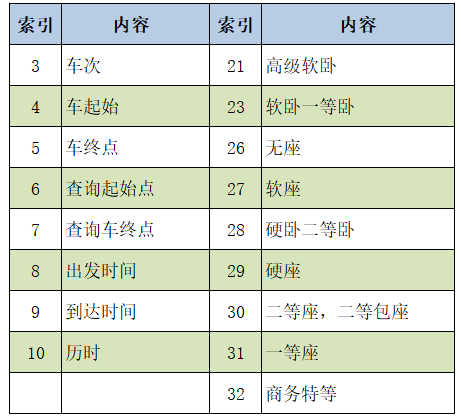 索引 内容 索引 内容
3 车次 21 高级软卧
4 车起始 23 软卧一等卧
5 车终点 26 无座
6 查询起始点 27 软座
7 查询车终点 28 硬卧二等卧
8 出发时间 29 硬座
9 到达时间 30 二等座，二等包座
10 历时 31 一等座
32 商务特等